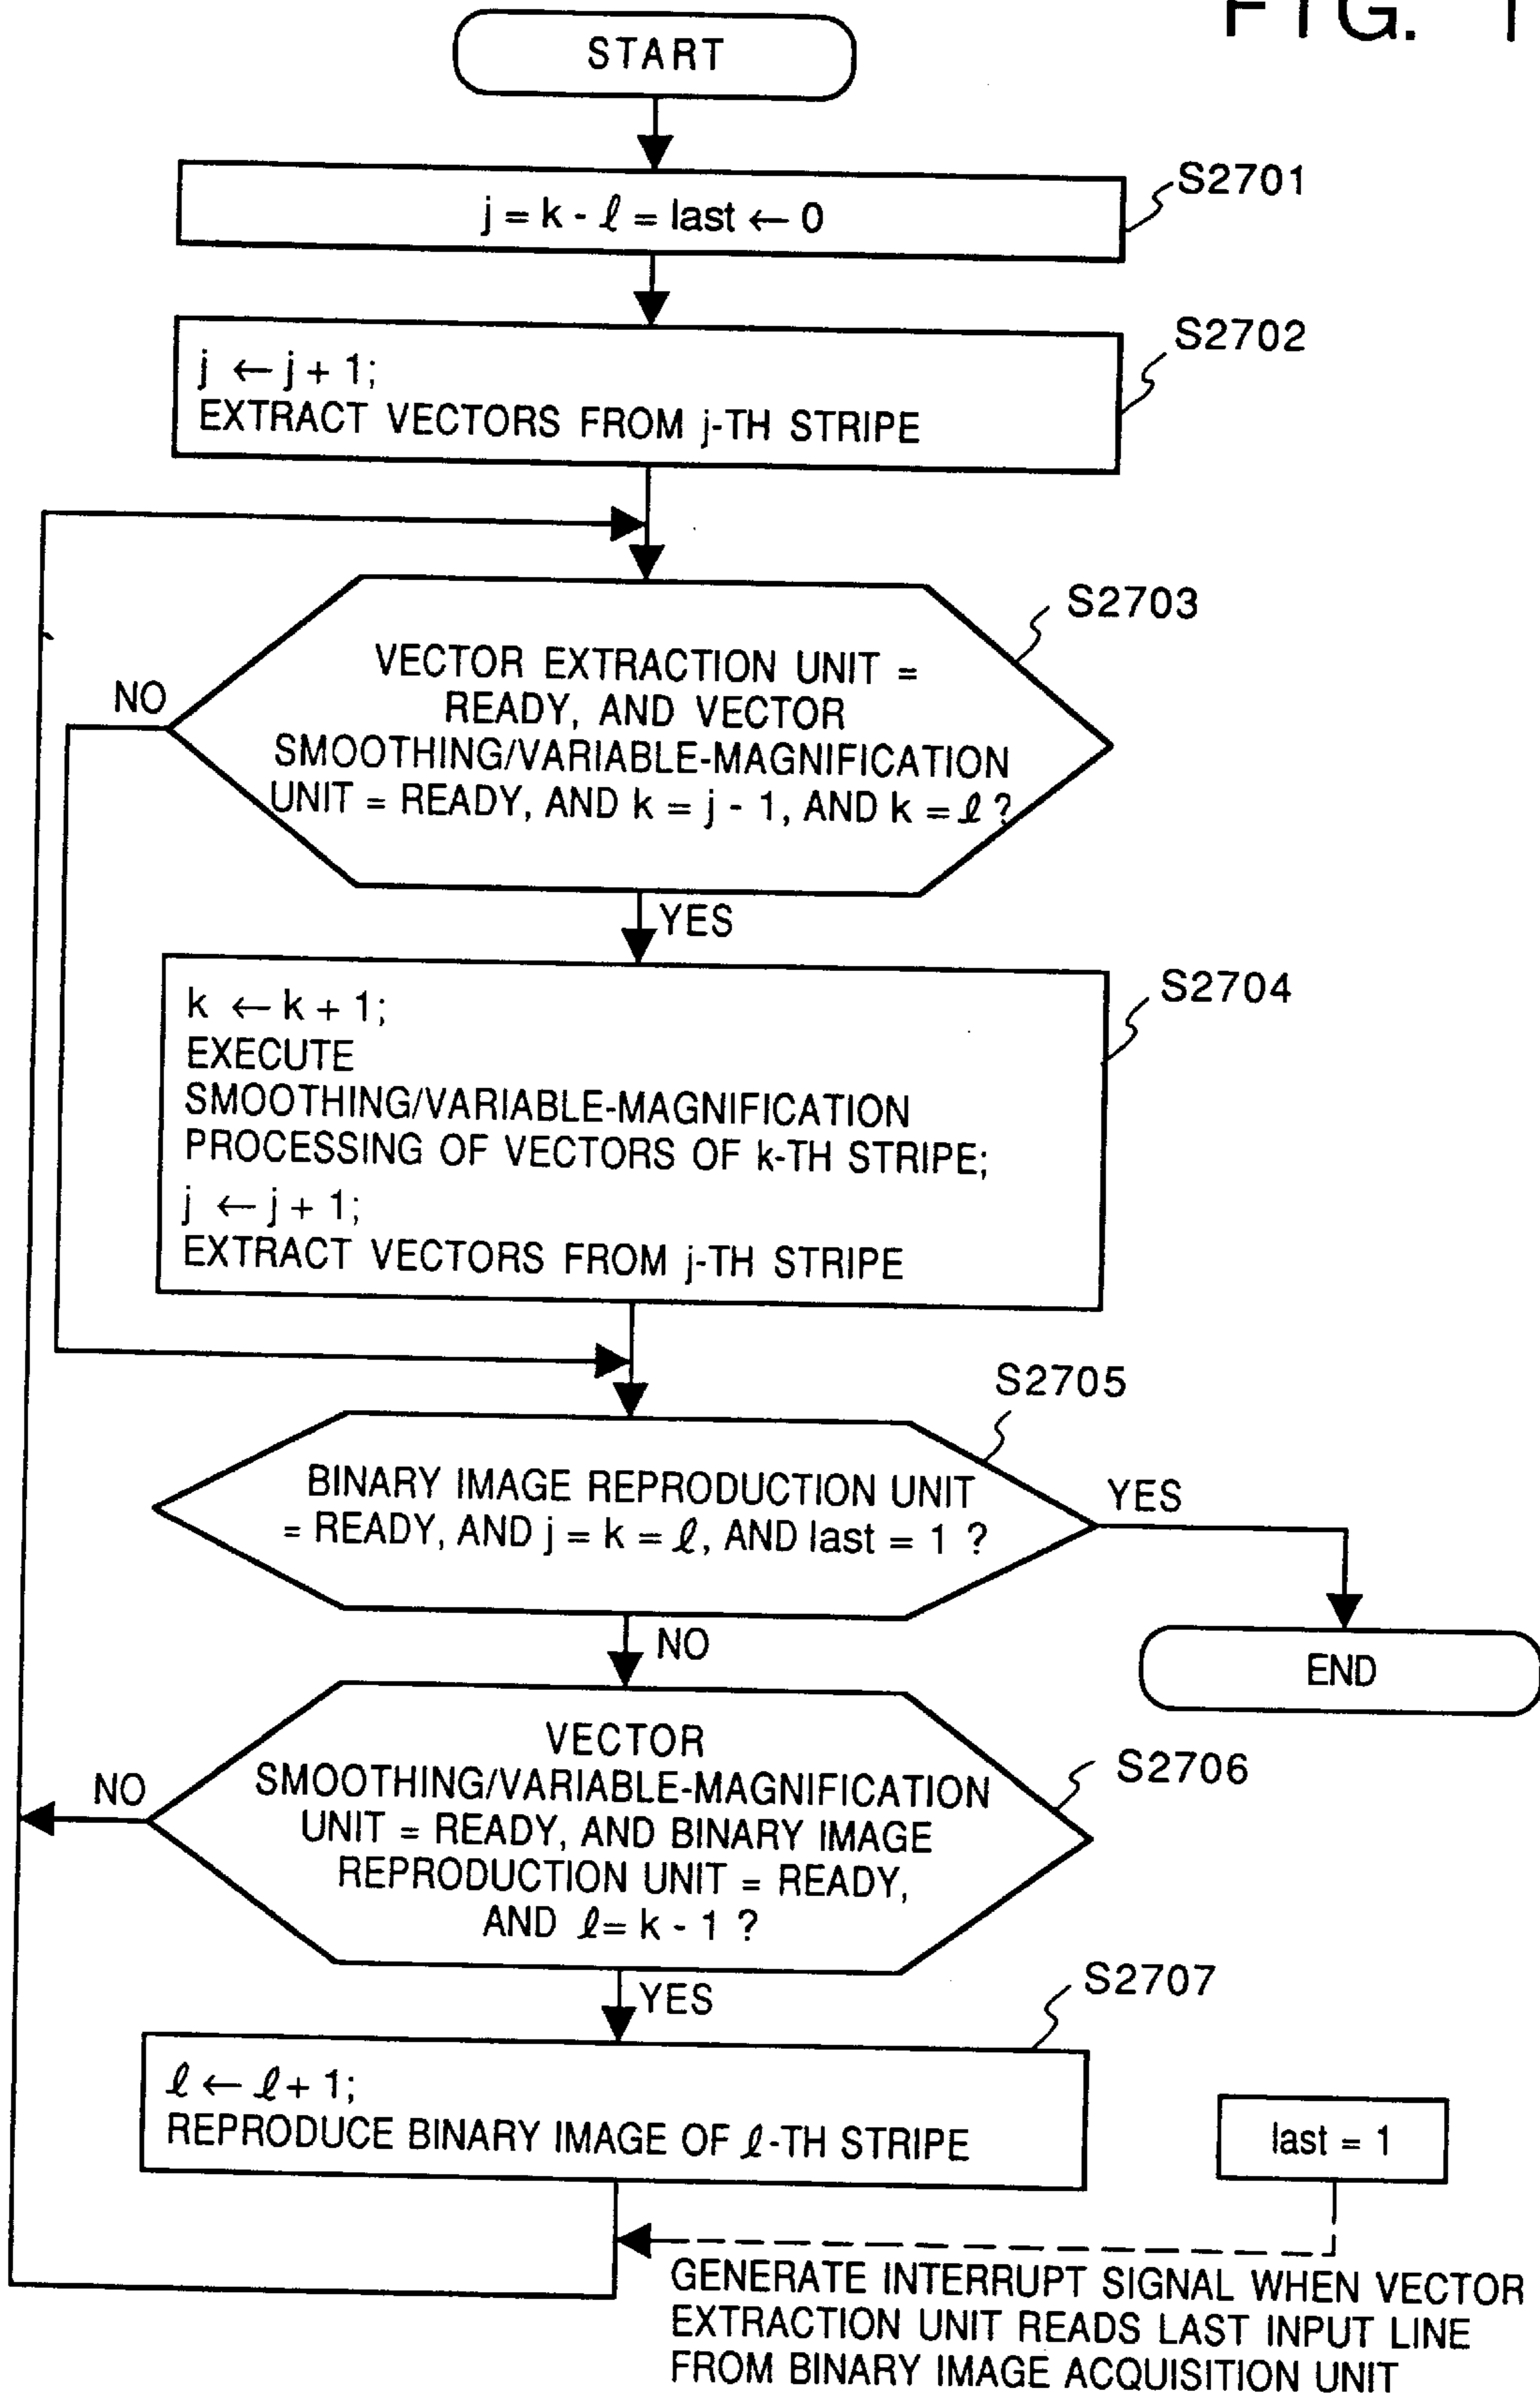 FIG. 1
START
S2701
j = k - ℓ = last ← 0
S2702
j ← j + 1;
EXTRACT VECTORS FROM j-TH STRIPE
S2703
VECTOR EXTRACTION UNIT =
READY, AND VECTOR
SMOOTHING/VARIABLE-MAGNIFICATION
UNIT = READY, AND k = j - 1, AND k = ℓ ?
NO
YES
S2704
k ← k + 1;
EXECUTE
SMOOTHING/VARIABLE-MAGNIFICATION
PROCESSING OF VECTORS OF k-TH STRIPE;
j ← j + 1;
EXTRACT VECTORS FROM j-TH STRIPE
S2705
BINARY IMAGE REPRODUCTION UNIT
= READY, AND j = k = ℓ, AND last = 1 ?
YES
NO
END
S2706
VECTOR
SMOOTHING/VARIABLE-MAGNIFICATION
UNIT = READY, AND BINARY IMAGE
REPRODUCTION UNIT = READY,
AND ℓ = k - 1 ?
NO
YES
S2707
ℓ ← ℓ + 1;
REPRODUCE BINARY IMAGE OF ℓ-TH STRIPE
last = 1
GENERATE INTERRUPT SIGNAL WHEN VECTOR
EXTRACTION UNIT READS LAST INPUT LINE
FROM BINARY IMAGE ACQUISITION UNIT